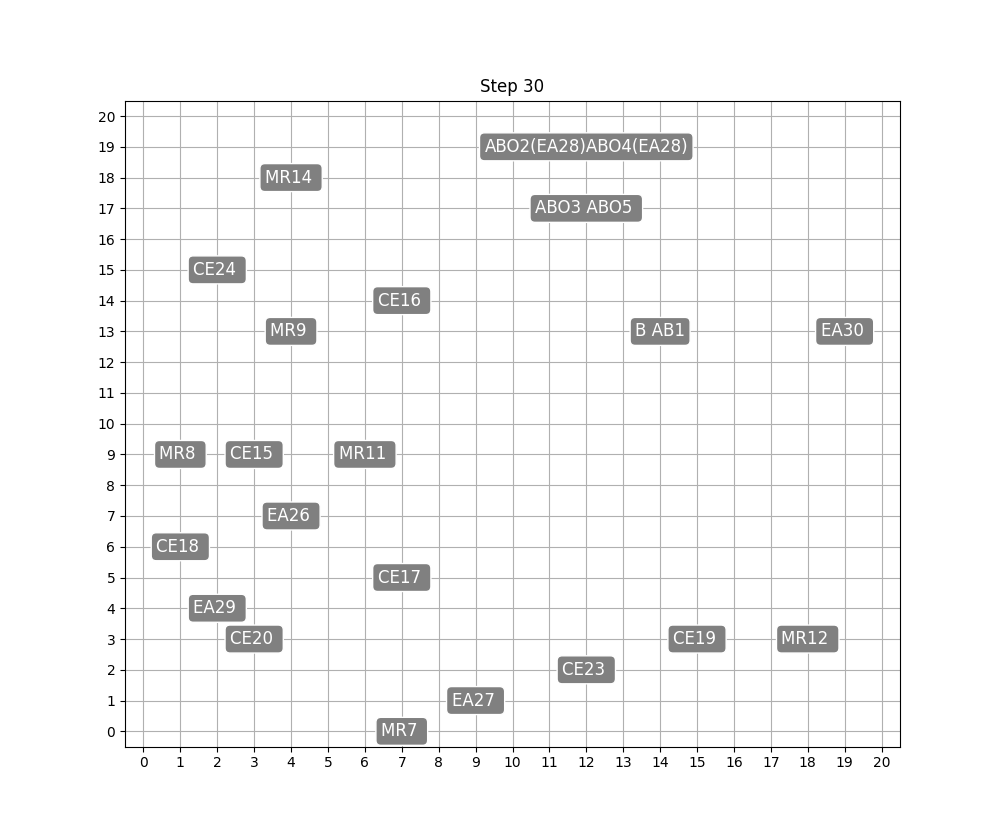 Step 30
20
19 ABO2(EA28)ABO4(EA28)
18 MR14
17 ABO3 ABO5
16
15 CE24
14 CE16
13 MR9 B AB1 EA30
12
11
10
9 MR8 CE15 MR11
8
7 EA26
6 CE18
5 CE17
4 EA29
3 CE20 CE19 MR12
2 CE23
1 EA27
0 MR7
0 1 2 3 4 5 6 7 8 9 10 11 12 13 14 15 16 17 18 19 20